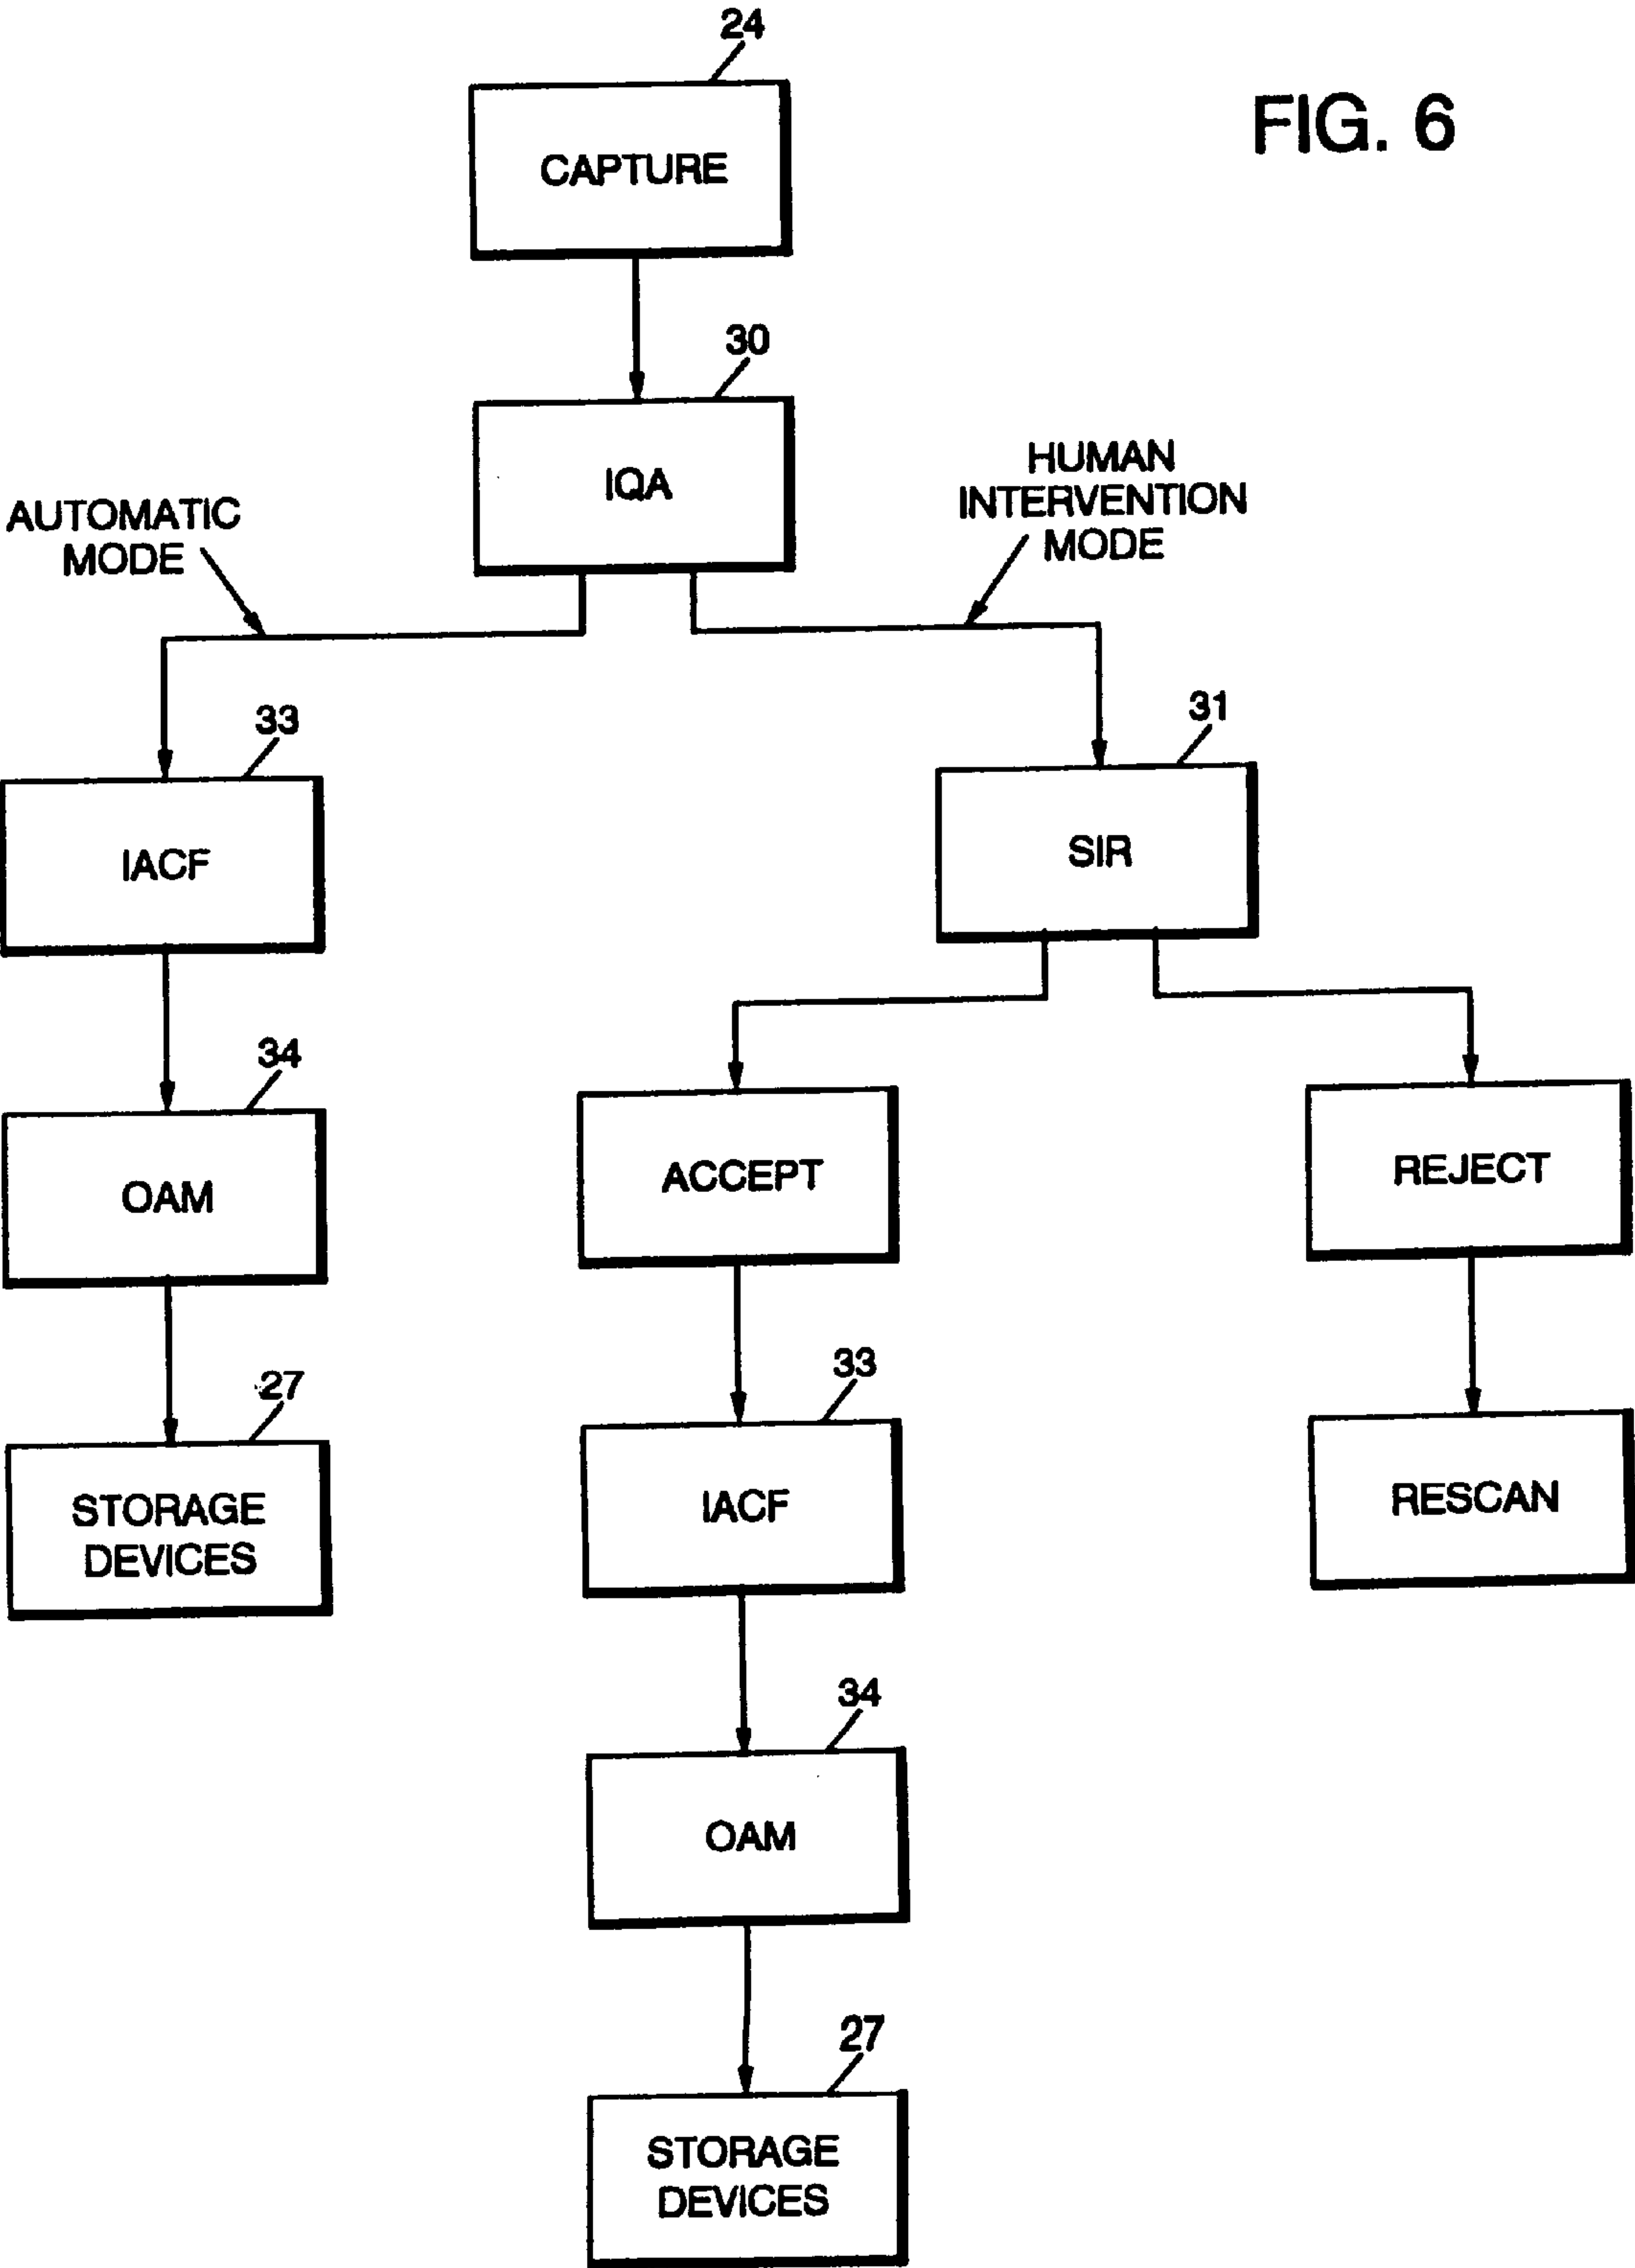 24
FIG. 6
CAPTURE
30
IQA
AUTOMATIC
MODE
HUMAN
INTERVENTION
MODE
33
31
IACF
SIR
34
OAM
ACCEPT
REJECT
27
33
STORAGE
DEVICES
IACF
RESCAN
34
OAM
27
STORAGE
DEVICES